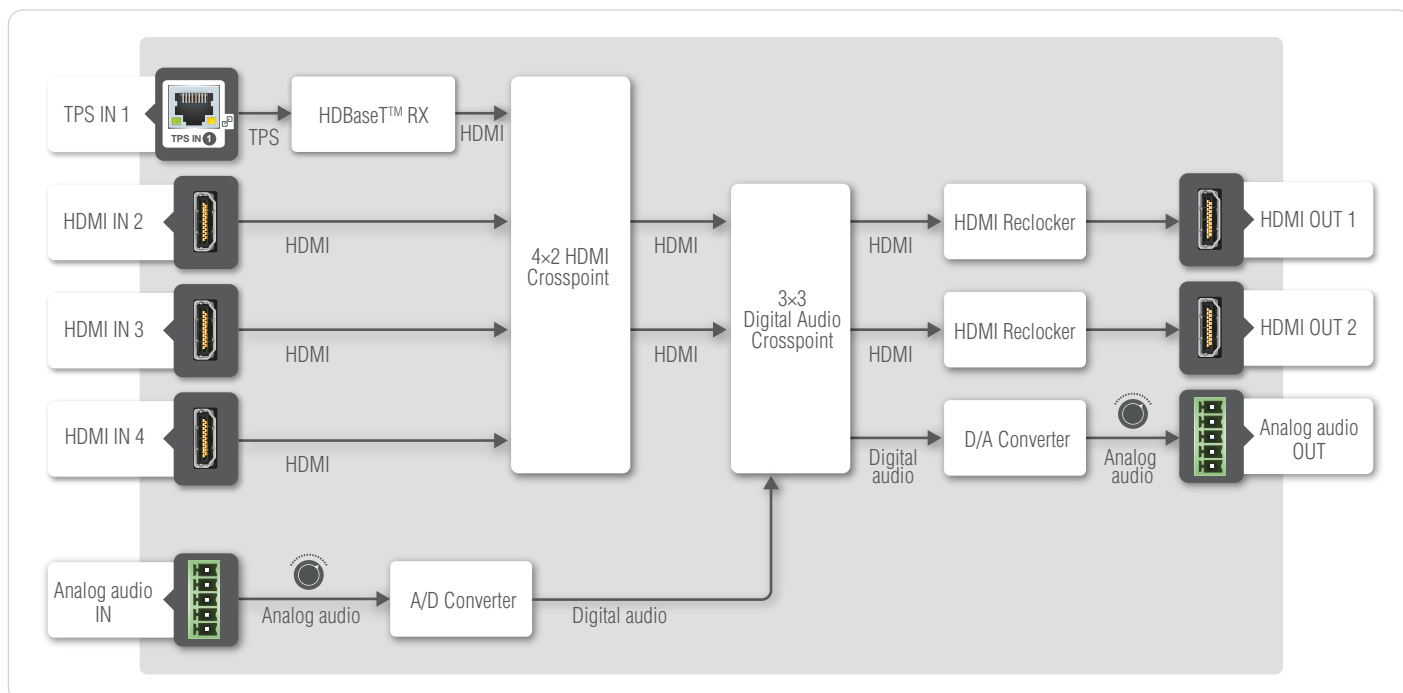 TPS IN 1
TPS IN 1
TPS
HDBaseT™ RX
HDMI
HDMI IN 2
HDMI
HDMI IN 3
HDMI
HDMI IN 4
HDMI
4×2 HDMI
Crosspoint
HDMI
HDMI
3×3
Digital Audio
Crosspoint
HDMI
HDMI Reclocker
HDMI OUT 1
HDMI
HDMI Reclocker
HDMI OUT 2
Digital
audio
D/A Converter
Analog
audio
Analog audio
OUT
Analog audio
IN
Analog audio
A/D Converter
Digital audio